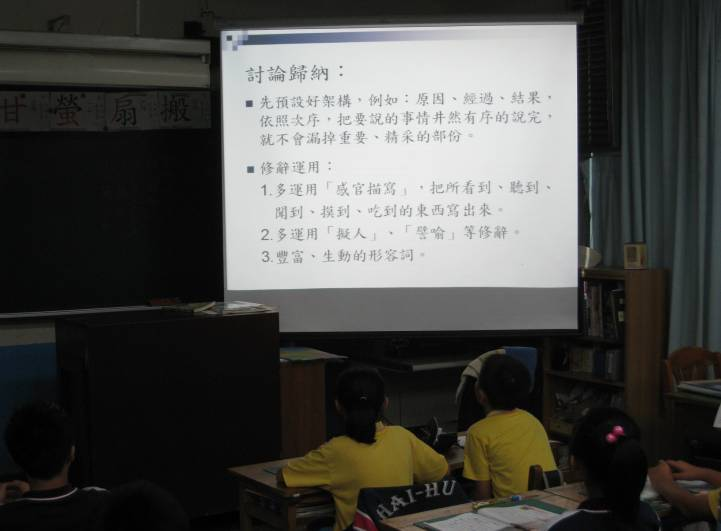 討論歸納：
先預設好架構，例如：原因、經過、結果，
依照次序，把要說的事情井然有序的說完，
就不會漏掉重要、精采的部份。
修辭運用：
1.多運用「感官描寫」，把所看到、聽到、
聞到、摸到、吃到的東西寫出來。
2.多運用「擬人」、「譬喻」等修辭。
3.豐富、生動的形容詞。
甘 螢 扇 搬
HAI-HU